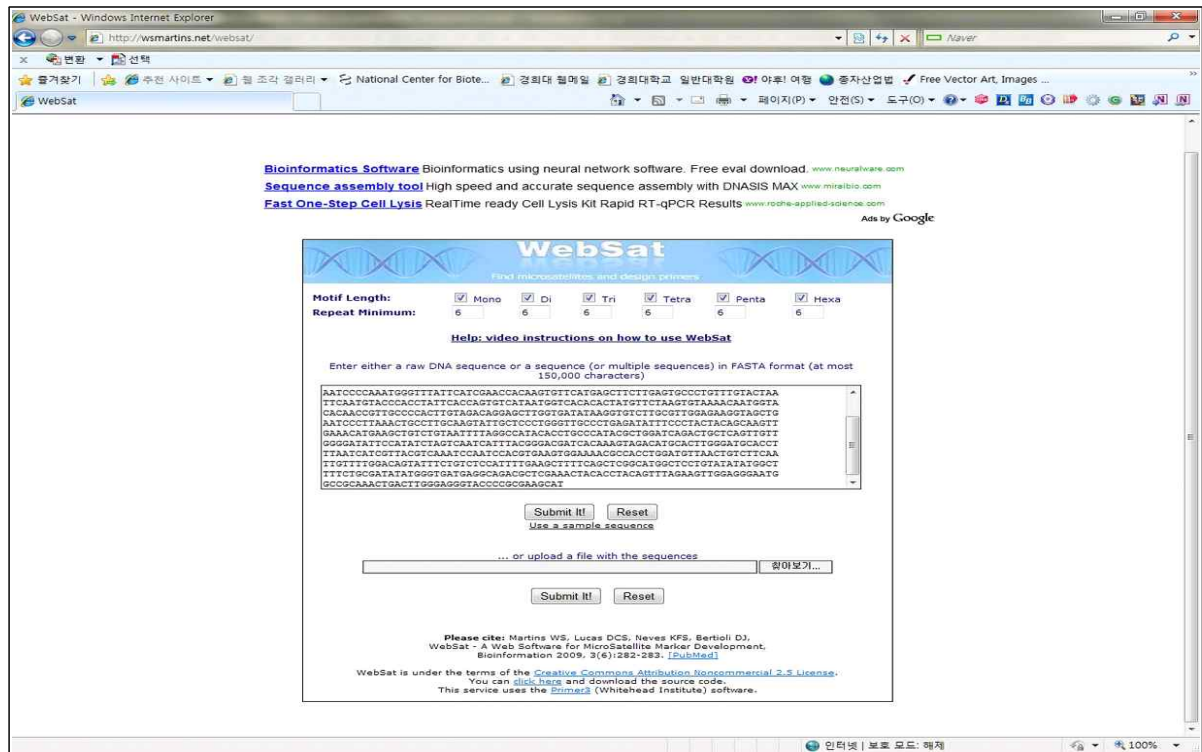 WebSat - Windows Internet Explorer
http://wsmartins.net/websat/
Naver
x 변환 선택
즐겨찾기 추천 사이트 웹 조각 갤러리 National Center for Biote... 경희대 웹메일 경희대학교 일반대학원 야후! 여행 종자산업법 Free Vector Art, Images ...
WebSat
페이지(P) 안전(S) 도구(O)
Bioinformatics Software Bioinformatics using neural network software. Free eval download. www.neuralware.com
Sequence assembly tool High speed and accurate sequence assembly with DNASIS MAX www.miraibio.com
Fast One-Step Cell Lysis RealTime ready Cell Lysis Kit Rapid RT-qPCR Results www.roche-applied-science.com
Ads by Google
WebSat
Find microsatellites and design primers
Motif Length: Mono Di Tri Tetra Penta Hexa
Repeat Minimum: 6 6 6 6 6 6
Help: video instructions on how to use WebSat
Enter either a raw DNA sequence or a sequence (or multiple sequences) in FASTA format (at most
150,000 characters)
AATCCCCAAATGGGTTTATTCATCGAACCACAAGTGTTCATGAGCTTCTTGAGTGCCCTGTTTGTACTAA
TTCAATGTACCCACCTATTCACCAGTGTCATAATGGTCACACACTATGTTCTAAGTGTAAAACAATGGTA
CACAACCGTTGCCCCACTTGTAGACAGGAGCTTGGTGATATAAGGTGTCTTGCGTTGGAGAAGGTAGCTG
AATCCCTTAAACTGCCTTGCAAGTATTGCTCCCTGGGTTGCCCTGAGATATTTCCCTACTACAGCAAGTT
GAAACATGAAGCTGTCTGTAATTTTAGGCCATACACCTGCCCATACGCTGGATCAGACTGCTCAGTTGTT
GGGGATATTCCATATCTAGTCAATCATTTACGGGACGATCACAAAGTAGACATGCACTTGGGATGCACCT
TTAATCATCGTTACGTCAAATCCAATCCACGTGAAGTGGAAAACGCCACCTGGATGTTAACTGTCTTCAA
TTGTTTTGGACAGTATTTCTGTCTCCATTTTGAAGCTTTTCAGCTCGGCATGGCTCCTGTATATATGGCT
TTTCTGCGATATATGGGTGATGAGGCAGACGCTCGAAACTACACCTACAGTTTAGAAGTTGGAGGGAATG
GCCGCAAACTGACTTGGGAGGGTACCCCGCGAAGCAT
Submit It! Reset
Use a sample sequence
... or upload a file with the sequences
찾아보기...
Submit It! Reset
Please cite: Martins WS, Lucas DCS, Neves KFS, Bertioli DJ,
WebSat - A Web Software for MicroSatellite Marker Development,
Bioinformation 2009, 3(6):282-283. [PubMed]
WebSat is under the terms of the Creative Commons Attribution Noncommercial 2.5 License.
You can click here and download the source code.
This service uses the Primer3 (Whitehead Institute) software.
인터넷 | 보호 모드: 해제 100%